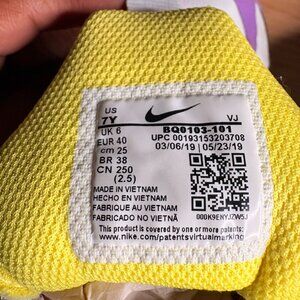 US
7Y VJ
UK 6 BQ0103-101
EUR 40 UPC 00193153203708
cm 25 03/06/19 | 05/23/19
BR 38
CN 250
(2.5)
MADE IN VIETNAM
HECHO EN VIETNAM
FABRIQUE AU VIETNAM
FABRICADO NO VIETNÃ
This product is covered by one or more patents:
www.nike.com/patentsvirtualmarking